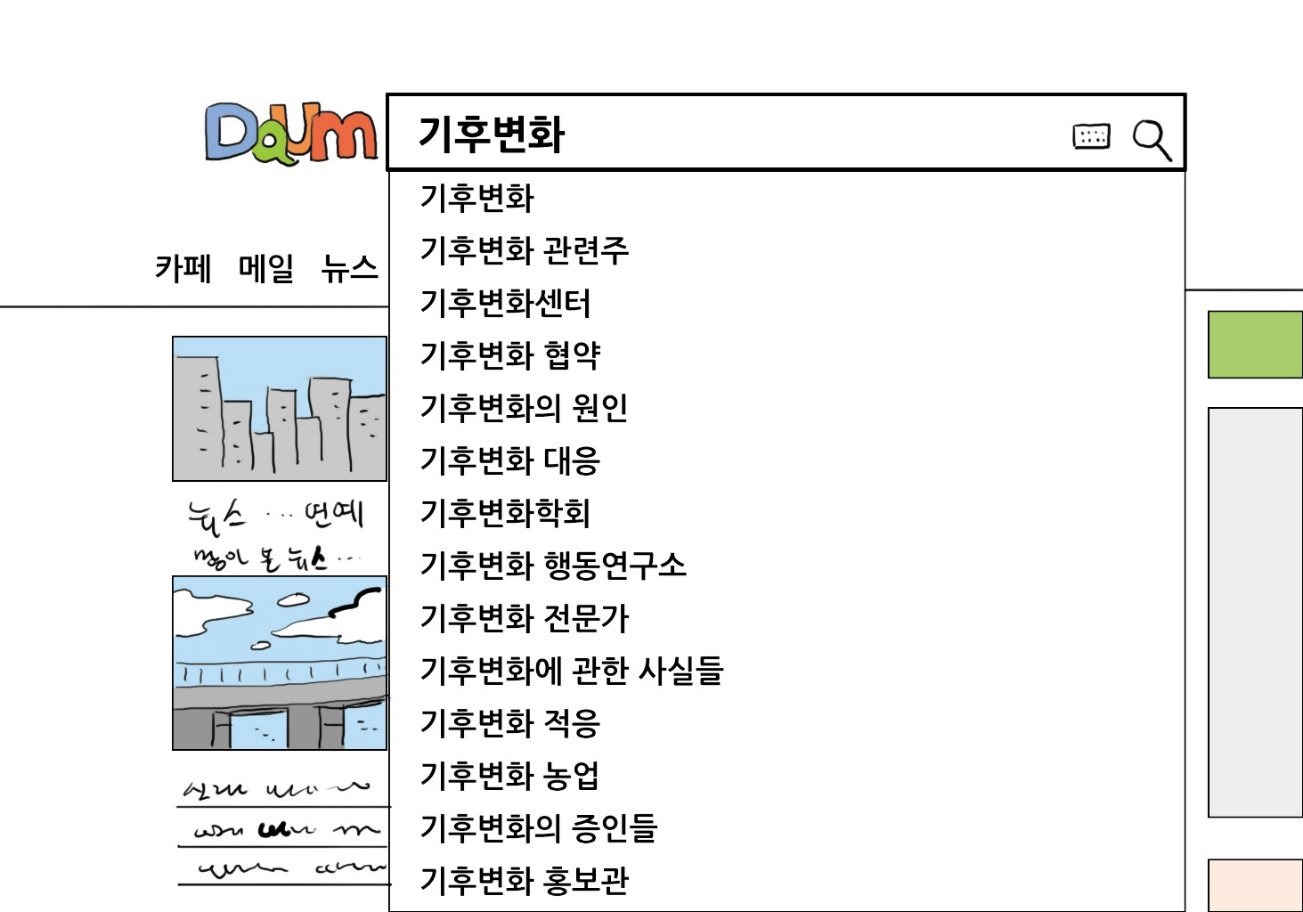 Daum
기후변화
기후변화
기후변화 관련주
기후변화센터
카페 메일 뉴스
기후변화 협약
기후변화의 원인
기후변화 대응
기후변화학회
기후변화 행동연구소
기후변화 전문가
기후변화에 관한 사실들
기후변화 적응
기후변화 농업
기후변화의 증인들
기후변화 홍보관
뉴스 ... 연예
많이 본 뉴스...